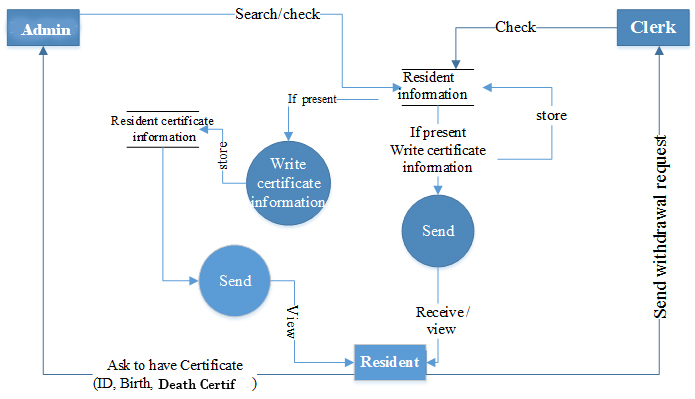 Admin
Search/check
Check
Clerk
Resident
information
If present
store
Resident certificate
information
If present
Write certificate
information
store
Write
certificate
information
Send withdrawal request
Send
Send
View
Receive /
view
Resident
Ask to have Certificate
(ID, Birth, Death Certif )